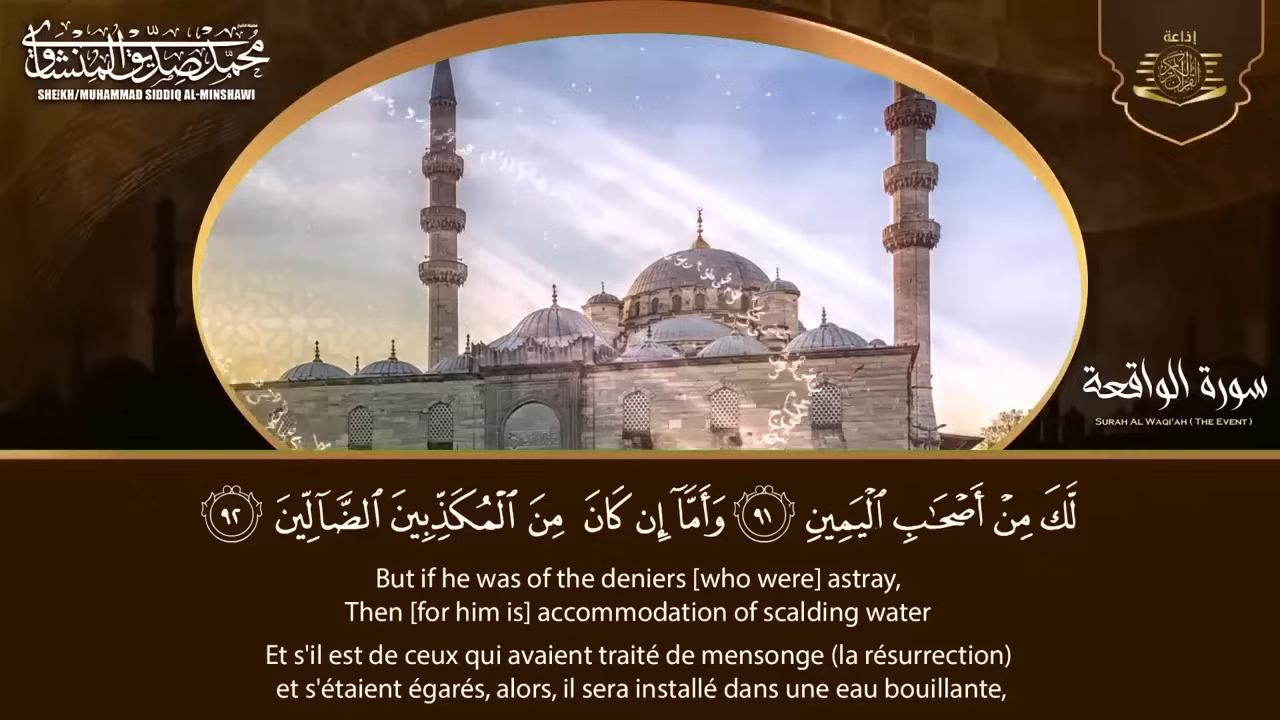 محمد صديق المنشاوي
SHEIKH/MUHAMMAD SIDDIQ AL-MINSHAWI
إذاعة
القرآن الكريم
سورة الواقعة
SURAH AL WAQI'AH ( THE EVENT )
لَّكَ مِنْ أَصْحَٰبِ ٱلْيَمِينِ ٩١ وَأَمَّآ إِن كَانَ مِنَ ٱلْمُكَذِّبِينَ ٱلضَّآلِّينَ ٩٢
But if he was of the deniers [who were] astray,
Then [for him is] accommodation of scalding water
Et s'il est de ceux qui avaient traité de mensonge (la résurrection)
et s'étaient égarés, alors, il sera installé dans une eau bouillante,